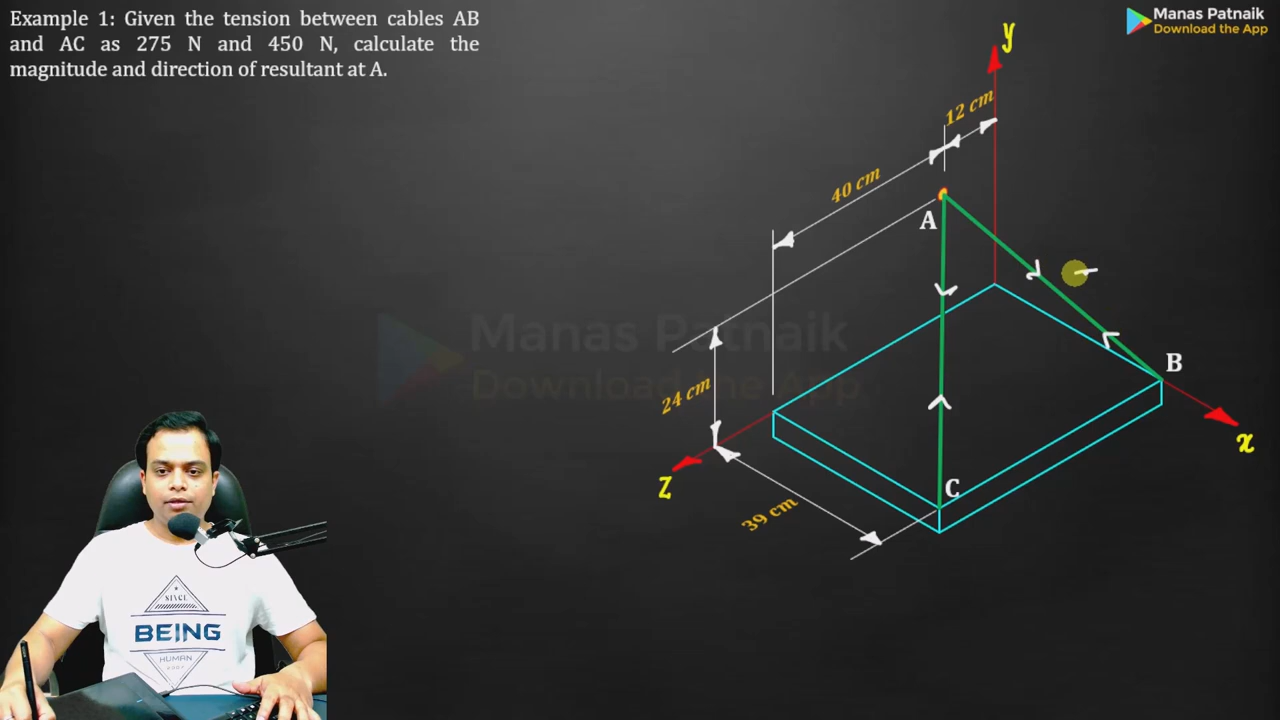 Example 1: Given the tension between cables AB
and AC as 275 N and 450 N, calculate the
magnitude and direction of resultant at A.
Manas Patnaik
Download the App
y
12 cm
40 cm
A
Manas Patnaik
Download the App
B
24 cm
x
C
z
39 cm
BEING
HUMAN